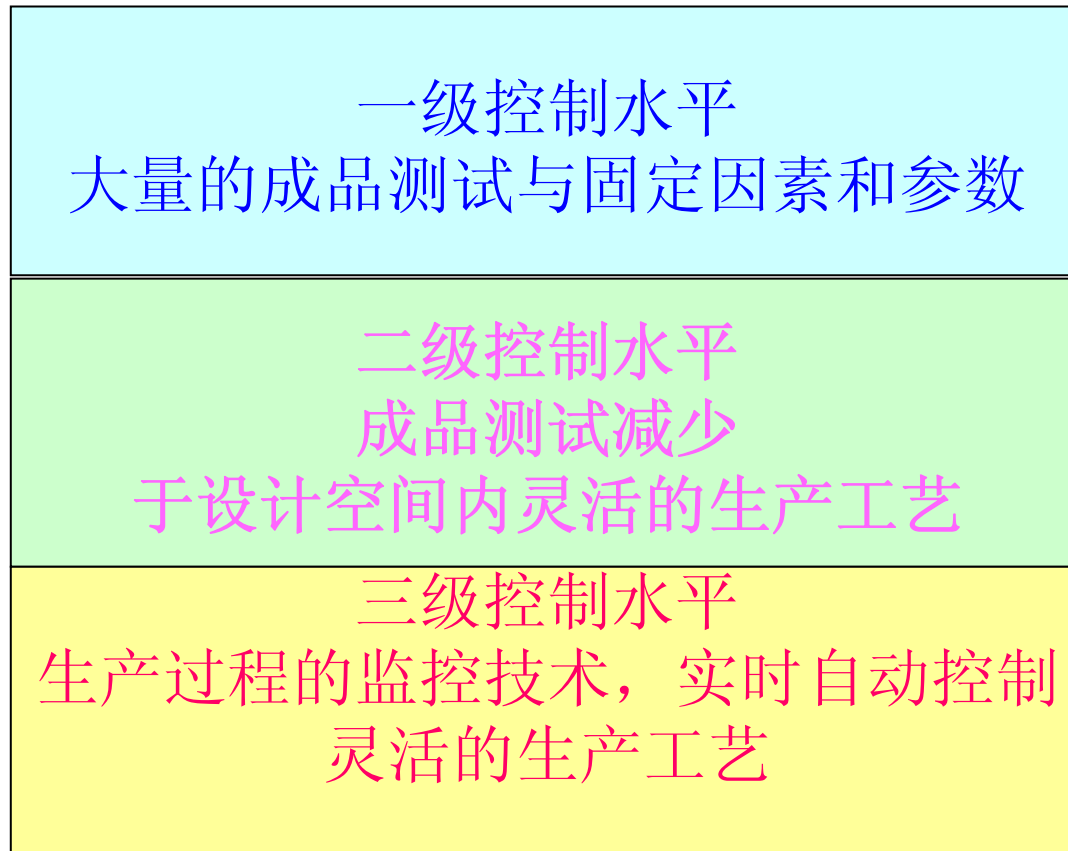 一级控制水平
大量的成品测试与固定因素和参数
二级控制水平
成品测试减少
于设计空间内灵活的生产工艺
三级控制水平
生产过程的监控技术，实时自动控制
灵活的生产工艺